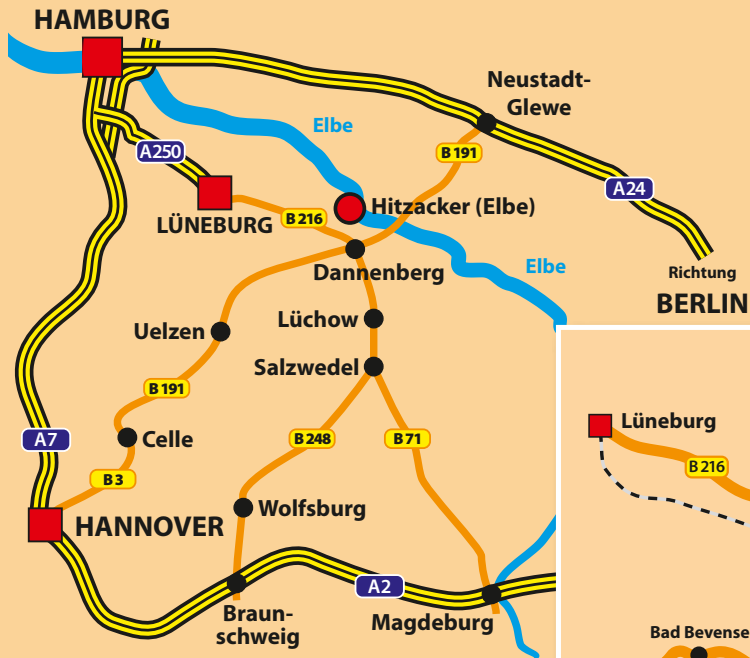 HAMBURG
Neustadt-
Glewe
Elbe
B 191
A250
A24
Hitzacker (Elbe)
B 216
LÜNEBURG
Dannenberg
Elbe
Richtung
BERLIN
Lüchow
Uelzen
Salzwedel
B 191
Lüneburg
A7
Celle
B 248
B 71
B 216
B 3
Wolfsburg
HANNOVER
A2
Braun-
schweig
Magdeburg
Bad Bevense